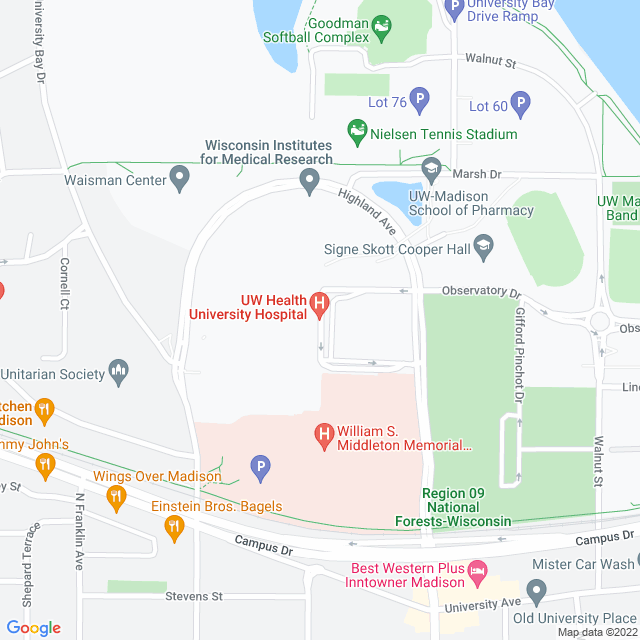 University Bay
Drive Ramp
Goodman
Softball Complex
University Bay Dr
Walnut St
Lot 76
Lot 60
Nielsen Tennis Stadium
Wisconsin Institutes
for Medical Research
Marsh Dr
Waisman Center
UW-Madison
School of Pharmacy
Highland Ave
UW Ma
Band
Signe Skott Cooper Hall
Cornell Ct
Observatory Dr
UW Health
University Hospital
Gifford Pinchot Dr
Obs
Unitarian Society
Lin
tchen
adison
William S.
Middleton Memorial...
my John's
Walnut St
Wings Over Madison
ey St
Einstein Bros. Bagels
Region 09
National
Forests-Wisconsin
N Franklin Ave
Shepard Terrace
Campus Dr
Campus Dr
Best Western Plus
Inntowner Madison
Mister Car Wash
Stevens St
University Ave
Old University Place
Google
Map data ©2022